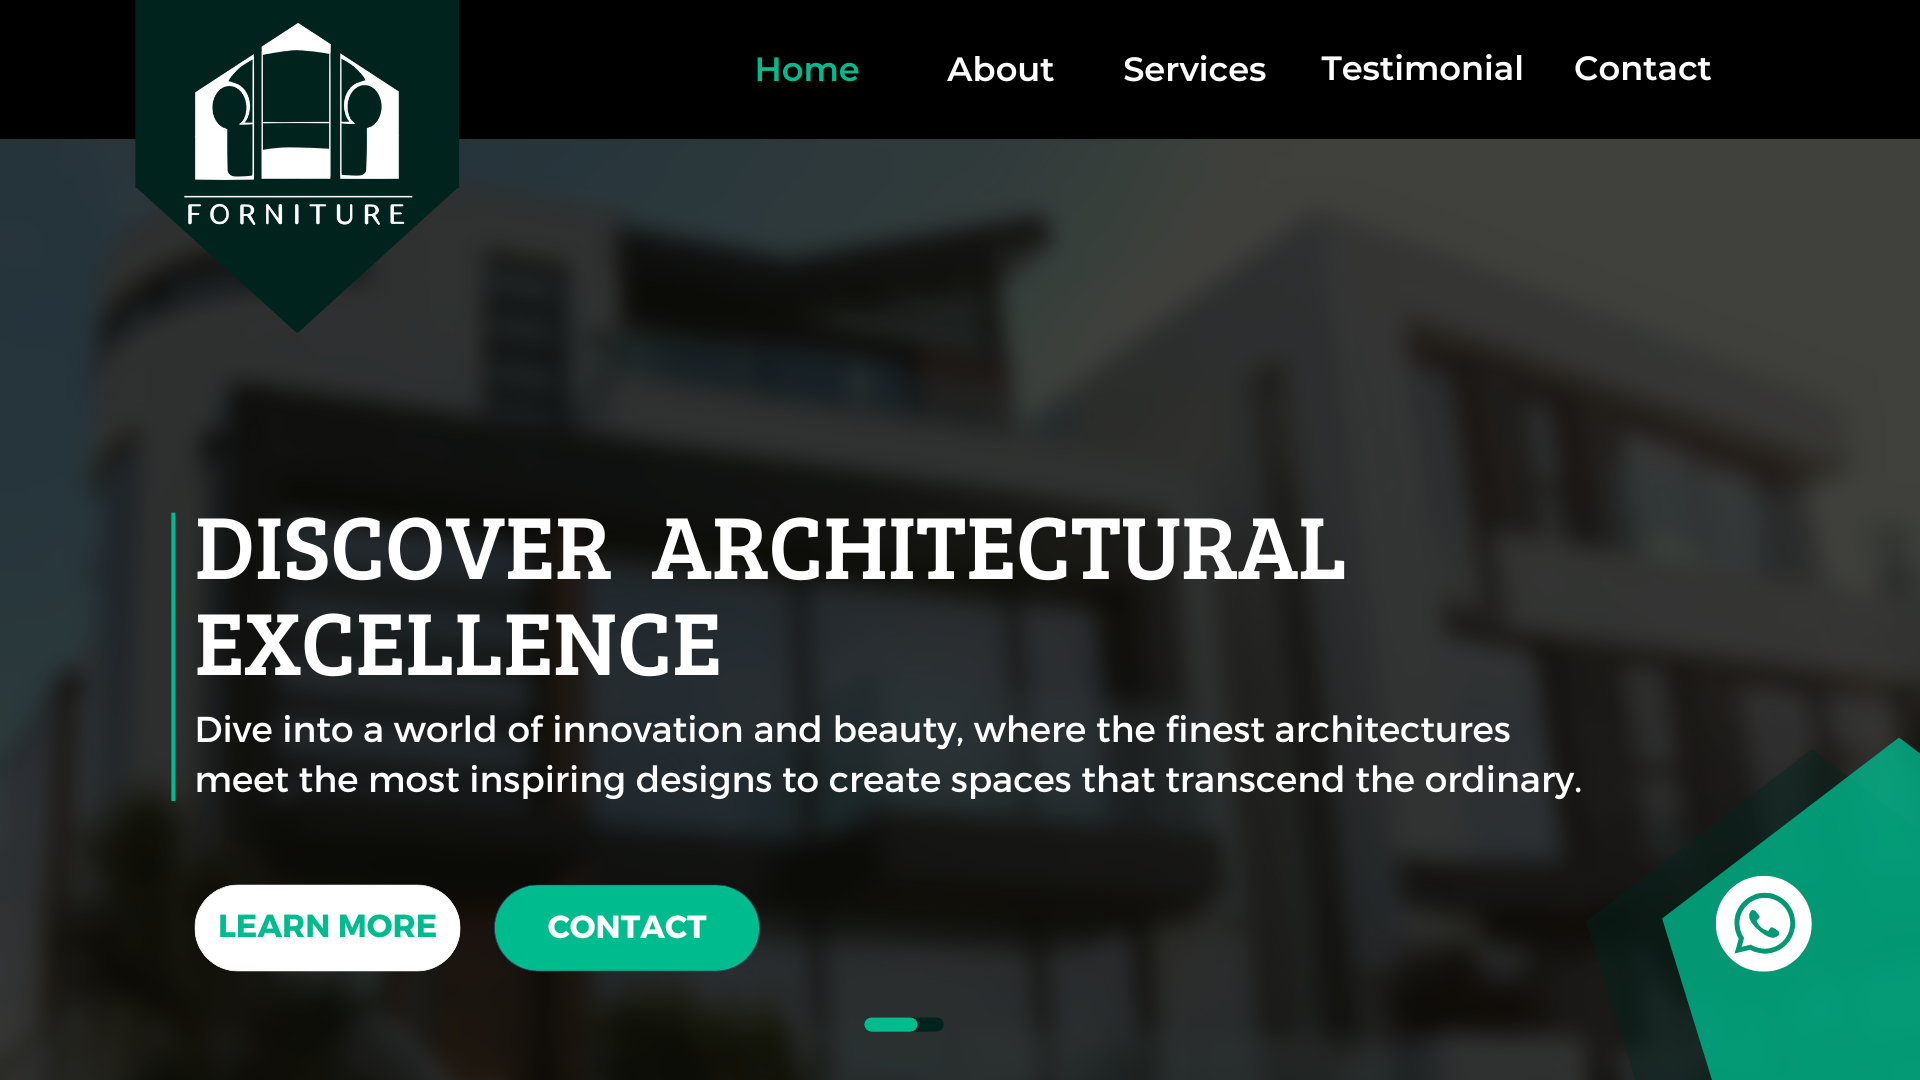 Home
About
Services
Testimonial
Contact
FORNITURE
DISCOVER ARCHITECTURAL
EXCELLENCE
Dive into a world of innovation and beauty, where the finest architectures
meet the most inspiring designs to create spaces that transcend the ordinary.
LEARN MORE
CONTACT